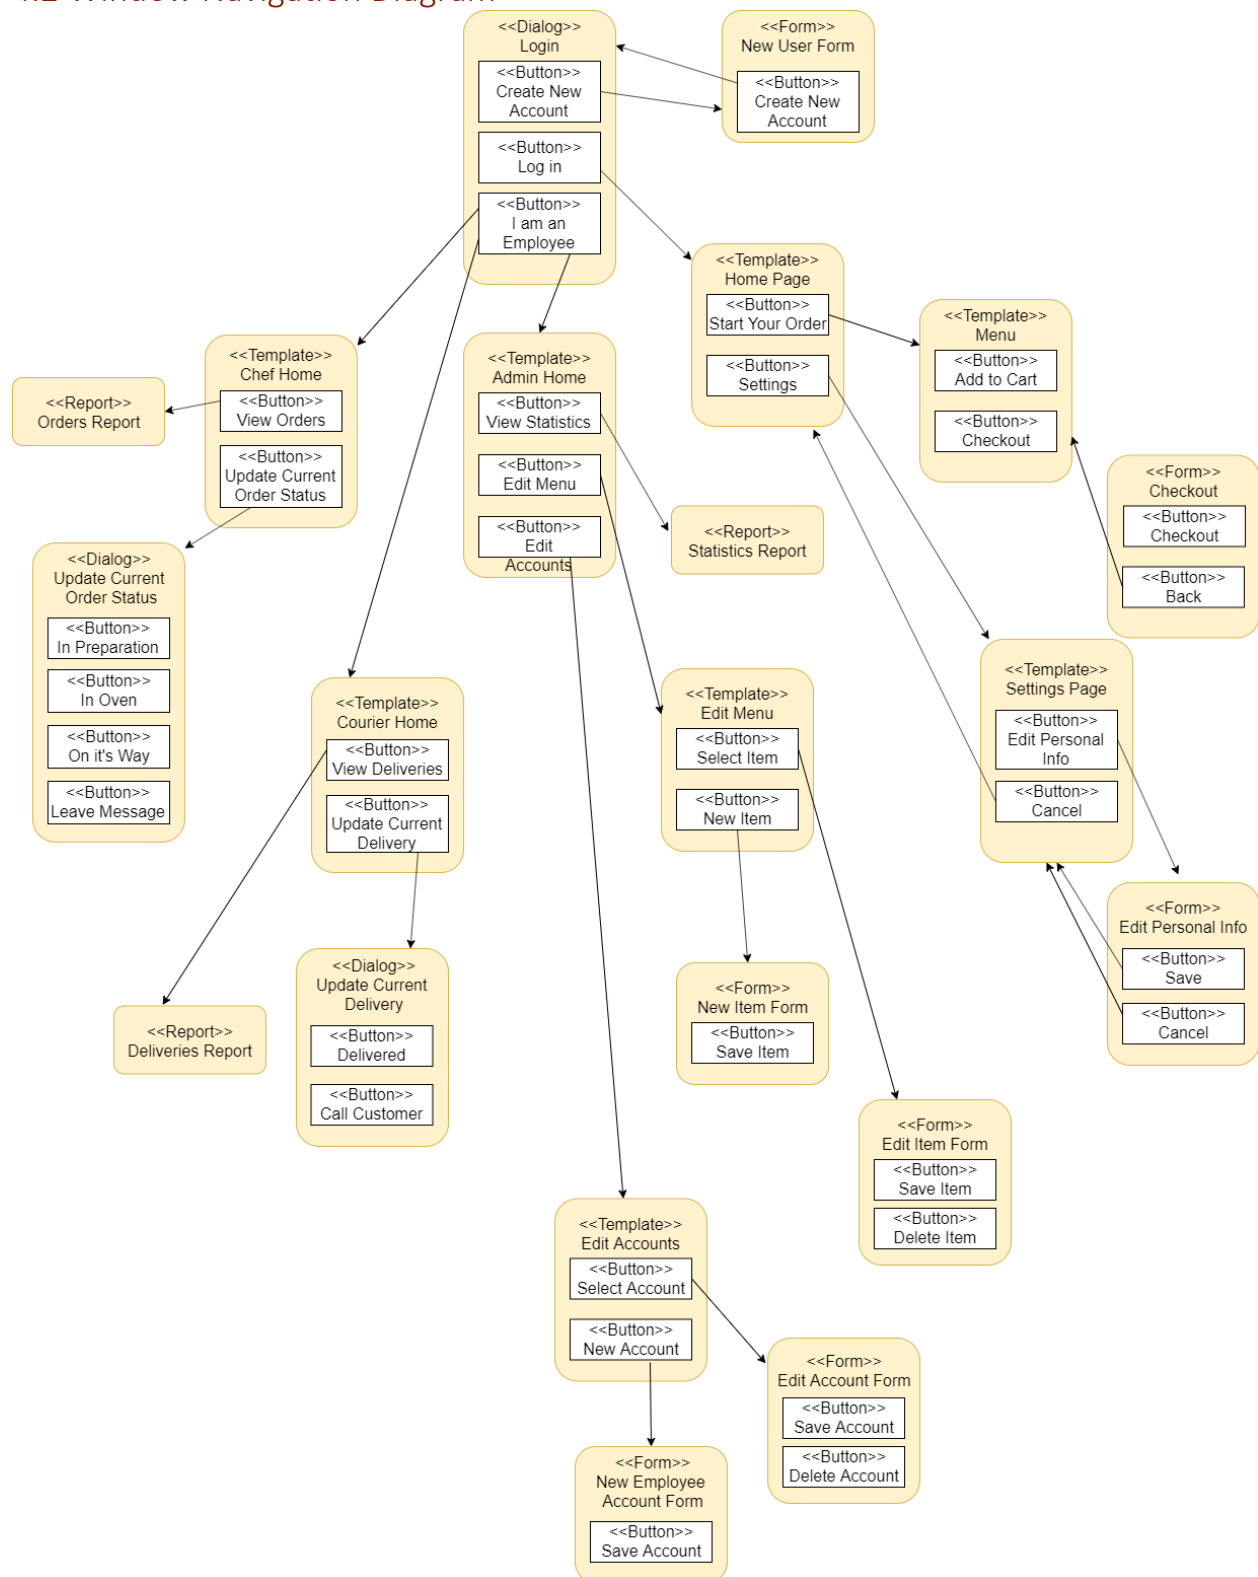 4.2 Window Navigation Diagram
<<Dialog>>
Login
<<Button>>
Create New
Account
<<Button>>
Log in
<<Button>>
I am an
Employee
<<Form>>
New User Form
<<Button>>
Create New
Account
<<Template>>
Home Page
<<Button>>
Start Your Order
<<Button>>
Settings
<<Template>>
Menu
<<Button>>
Add to Cart
<<Button>>
Checkout
<<Template>>
Chef Home
<<Button>>
View Orders
<<Button>>
Update Current
Order Status
<<Report>>
Orders Report
<<Template>>
Admin Home
<<Button>>
View Statistics
<<Button>>
Edit Menu
<<Button>>
Edit
Accounts
<<Report>>
Statistics Report
<<Form>>
Checkout
<<Button>>
Checkout
<<Button>>
Back
<<Dialog>>
Update Current
Order Status
<<Button>>
In Preparation
<<Button>>
In Oven
<<Button>>
On it's Way
<<Button>>
Leave Message
<<Template>>
Courier Home
<<Button>>
View Deliveries
<<Button>>
Update Current
Delivery
<<Template>>
Edit Menu
<<Button>>
Select Item
<<Button>>
New Item
<<Template>>
Settings Page
<<Button>>
Edit Personal
Info
<<Button>>
Cancel
<<Form>>
Edit Personal Info
<<Button>>
Save
<<Button>>
Cancel
<<Report>>
Deliveries Report
<<Dialog>>
Update Current
Delivery
<<Button>>
Delivered
<<Button>>
Call Customer
<<Form>>
New Item Form
<<Button>>
Save Item
<<Form>>
Edit Item Form
<<Button>>
Save Item
<<Button>>
Delete Item
<<Template>>
Edit Accounts
<<Button>>
Select Account
<<Button>>
New Account
<<Form>>
Edit Account Form
<<Button>>
Save Account
<<Button>>
Delete Account
<<Form>>
New Employee
Account Form
<<Button>>
Save Account